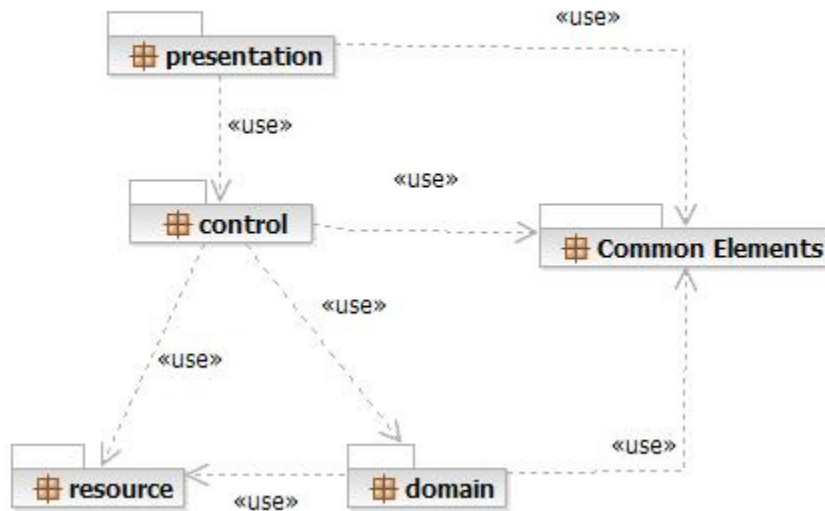 «use»
presentation
«use»
«use»
control
Common Elements
«use»
«use»
«use»
resource
domain
«use»